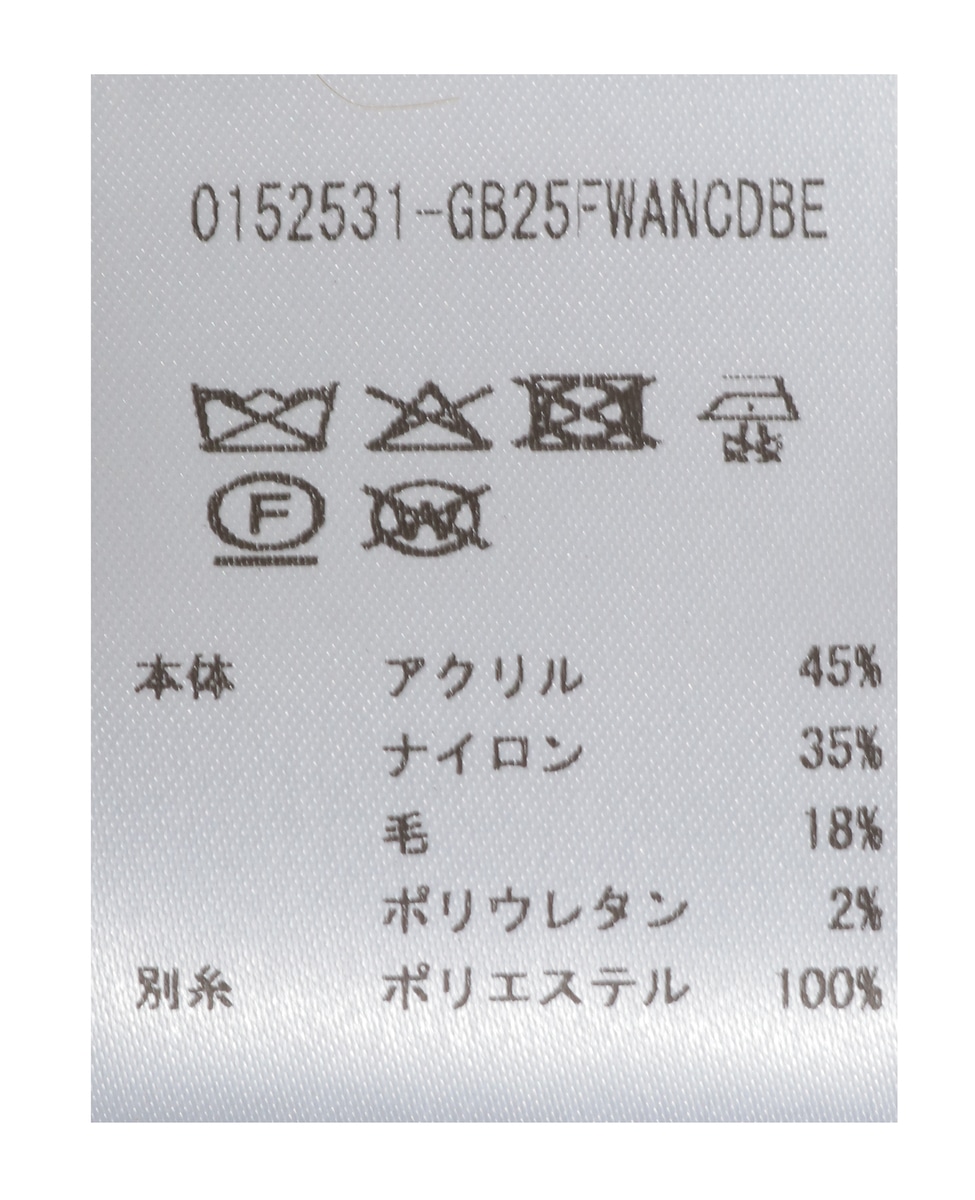 0152531-GB25FWANCDBE
F W
本体 アクリル 45%
ナイロン 35%
毛 18%
ポリウレタン 2%
別糸 ポリエステル 100%